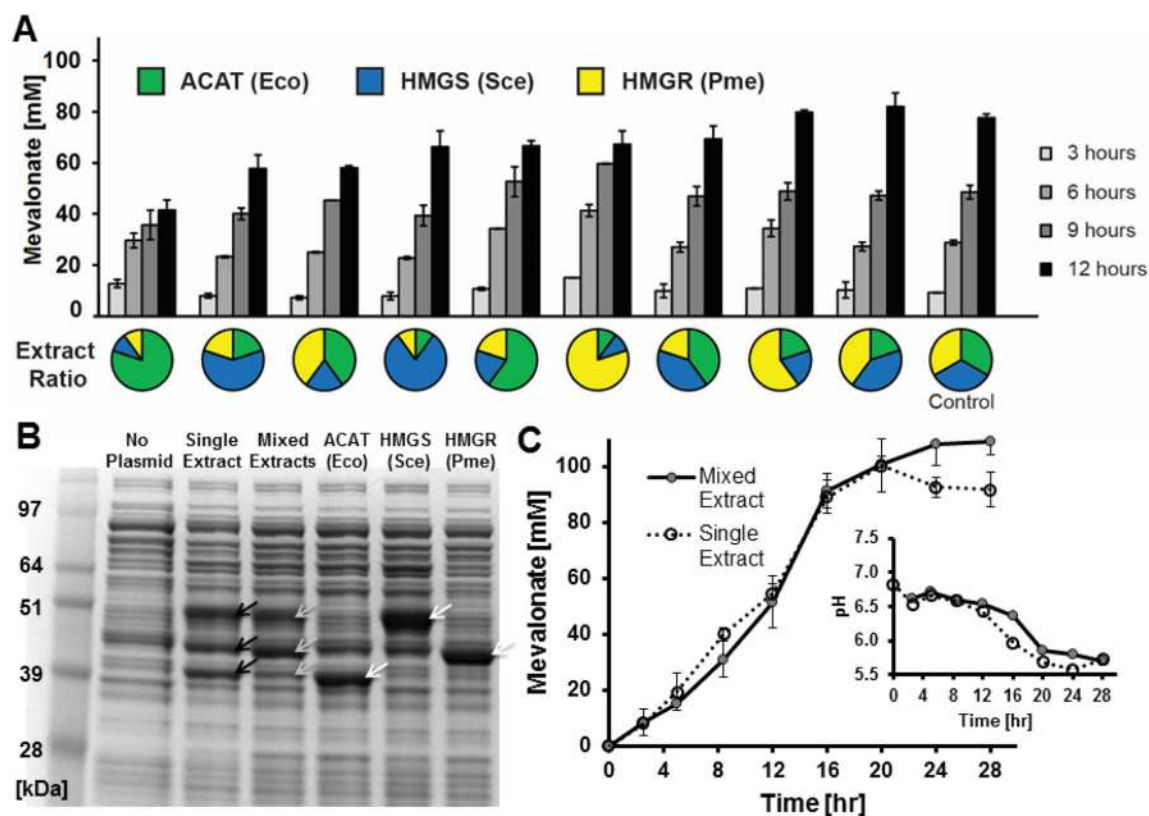 A
100
80
60
40
20
0
Mevalonate [mM]
ACAT (Eco)
HMGS (Sce)
HMGR (Pme)
3 hours
6 hours
9 hours
12 hours
Extract
Ratio
Control
B
No
Plasmid
Single
Extract
Mixed
Extracts
ACAT
(Eco)
HMGS
(Sce)
HMGR
(Pme)
97
64
51
39
28
[kDa]
C
100
80
60
40
20
0
Mevalonate [mM]
Mixed
Extract
Single
Extract
7.5
7.0
6.5
6.0
5.5
pH
0 4 8 12 16 20 24 28
Time [hr]
0 4 8 12 16 20 24 28
Time [hr]